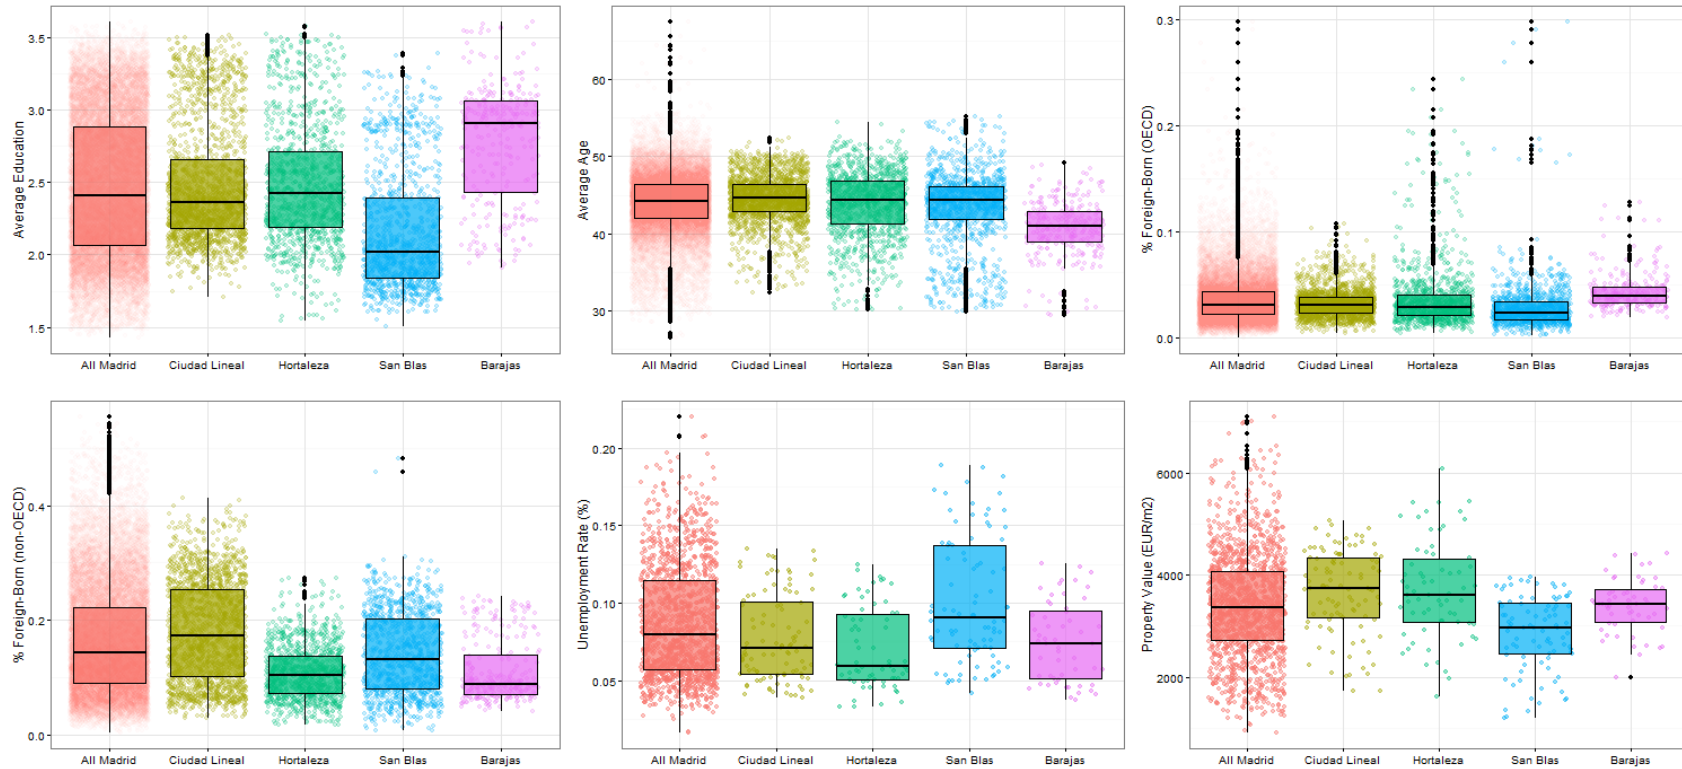 Average Education
3.5
3.0
2.5
2.0
1.5
All Madrid Ciudad Lineal Hortaleza San Blas Barajas
Average Age
60
50
40
30
All Madrid Ciudad Lineal Hortaleza San Blas Barajas
% Foreign-Born (OECD)
0.3
0.2
0.1
0.0
All Madrid Ciudad Lineal Hortaleza San Blas Barajas
% Foreign-Born (non-OECD)
0.4
0.2
0.0
All Madrid Ciudad Lineal Hortaleza San Blas Barajas
Unemployment Rate (%)
0.20
0.15
0.10
0.05
All Madrid Ciudad Lineal Hortaleza San Blas Barajas
Property Value (EUR/m2)
6000
4000
2000
All Madrid Ciudad Lineal Hortaleza San Blas Barajas